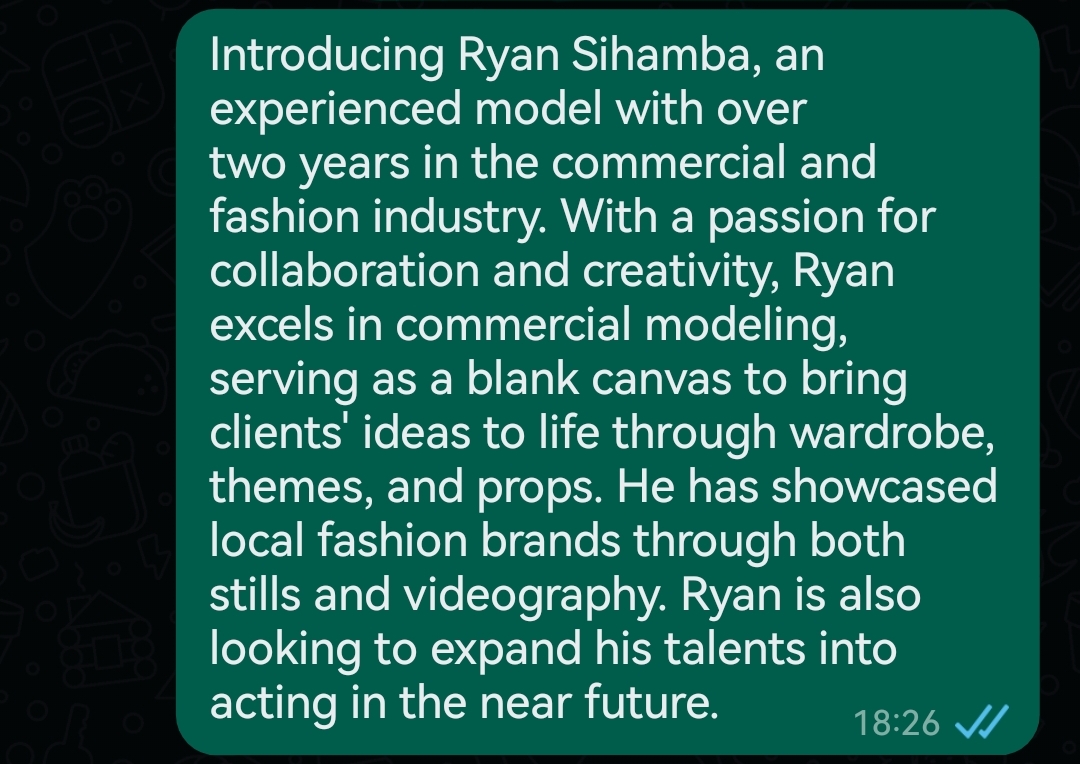 Introducing Ryan Sihamba, an
experienced model with over
two years in the commercial and
fashion industry. With a passion for
collaboration and creativity, Ryan
excels in commercial modeling,
serving as a blank canvas to bring
clients' ideas to life through wardrobe,
themes, and props. He has showcased
local fashion brands through both
stills and videography. Ryan is also
looking to expand his talents into
acting in the near future.
18:26